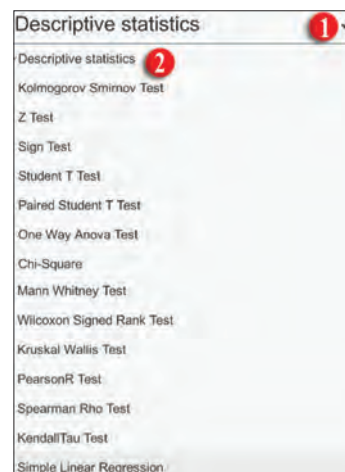 Descriptive statistics 1
Descriptive statistics 2
Kolmogorov Smirnov Test
Z Test
Sign Test
Student T Test
Paired Student T Test
One Way Anova Test
Chi-Square
Mann Whitney Test
Wilcoxon Signed Rank Test
Kruskal Wallis Test
PearsonR Test
Spearman Rho Test
KendallTau Test
Simple Linear Regression